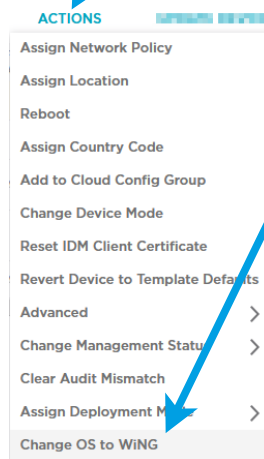 ACTIONS
Assign Network Policy
Assign Location
Reboot
Assign Country Code
Add to Cloud Config Group
Change Device Mode
Reset IDM Client Certificate
Revert Device to Template Defaults
Advanced
Change Management Status
Clear Audit Mismatch
Assign Deployment Mode
Change OS to WiNG